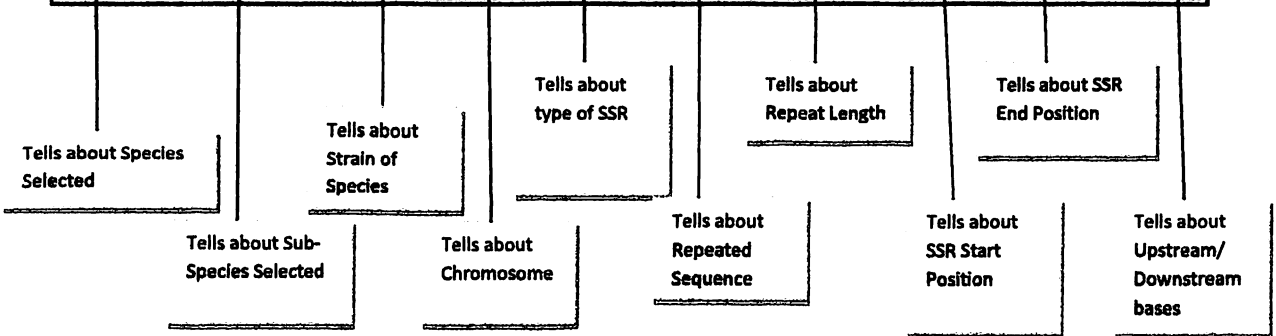 Tells about Species
Selected
Tells about Sub-
Species Selected
Tells about
Strain of
Species
Tells about
Chromosome
Tells about
type of SSR
Tells about
Repeated
Sequence
Tells about
Repeat Length
Tells about
SSR Start
Position
Tells about SSR
End Position
Tells about
Upstream/
Downstream
bases